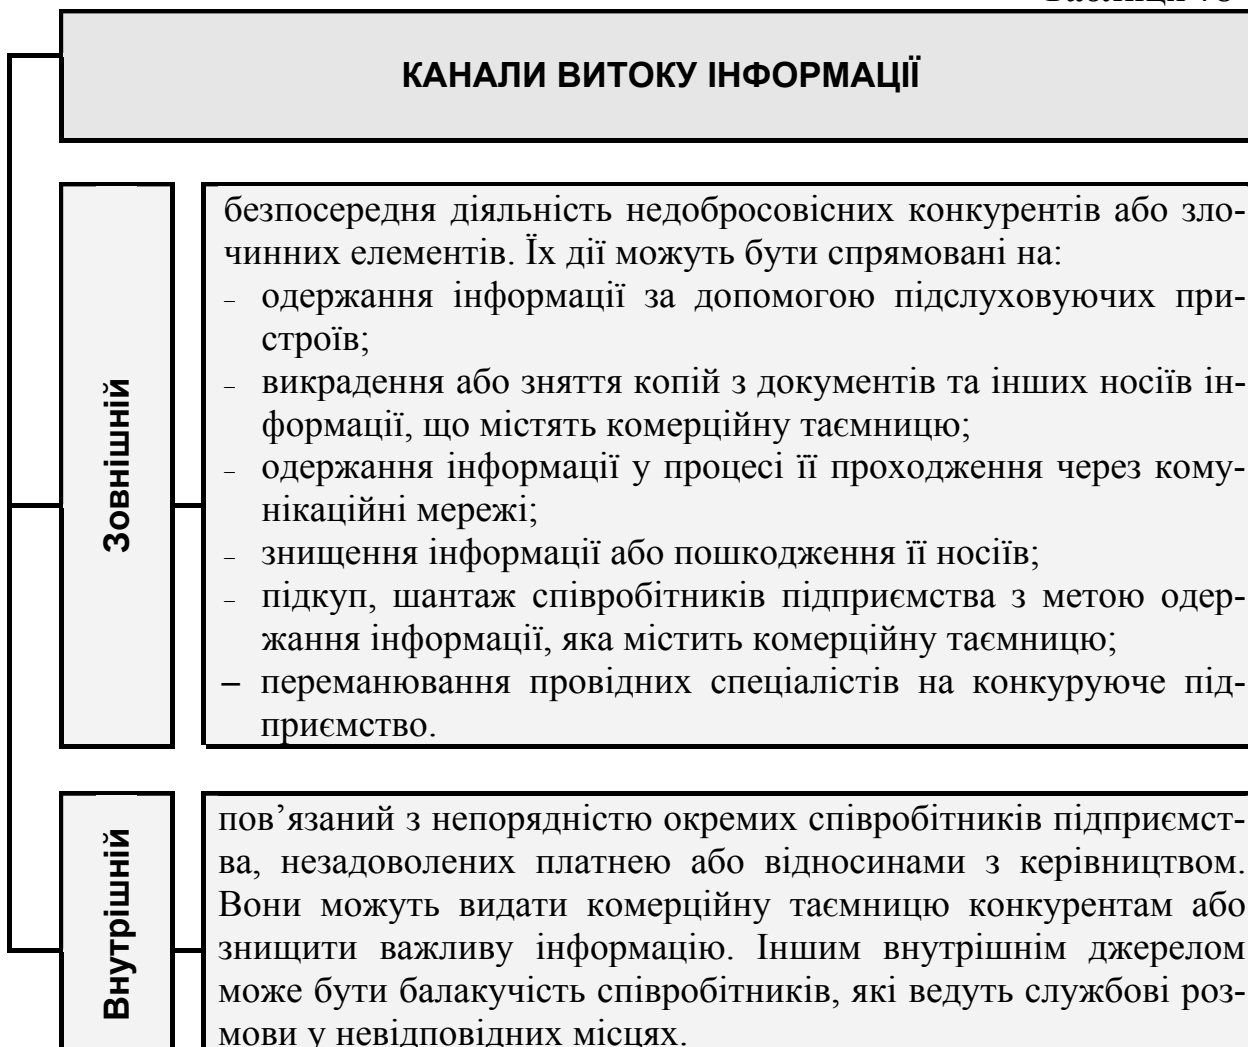 КАНАЛИ ВИТОКУ ІНФОРМАЦІЇ
Зовнішній
безпосередня діяльність недобросовісних конкурентів або зло-
чинних елементів. Їх дії можуть бути спрямовані на:
– одержання інформації за допомогою підслуховуючих при-
строїв;
– викрадення або зняття копій з документів та інших носіїв ін-
формації, що містять комерційну таємницю;
– одержання інформації у процесі її проходження через кому-
нікаційні мережі;
– знищення інформації або пошкодження її носіїв;
– підкуп, шантаж співробітників підприємства з метою одер-
жання інформації, яка містить комерційну таємницю;
– переманювання провідних спеціалістів на конкуруюче під-
приємство.
Внутрішній
пов’язаний з непорядністю окремих співробітників підприємст-
ва, незадоволених платнею або відносинами з керівництвом.
Вони можуть видати комерційну таємницю конкурентам або
знищити важливу інформацію. Іншим внутрішнім джерелом
може бути балакучість співробітників, які ведуть службові роз-
мови у невідповідних місцях.